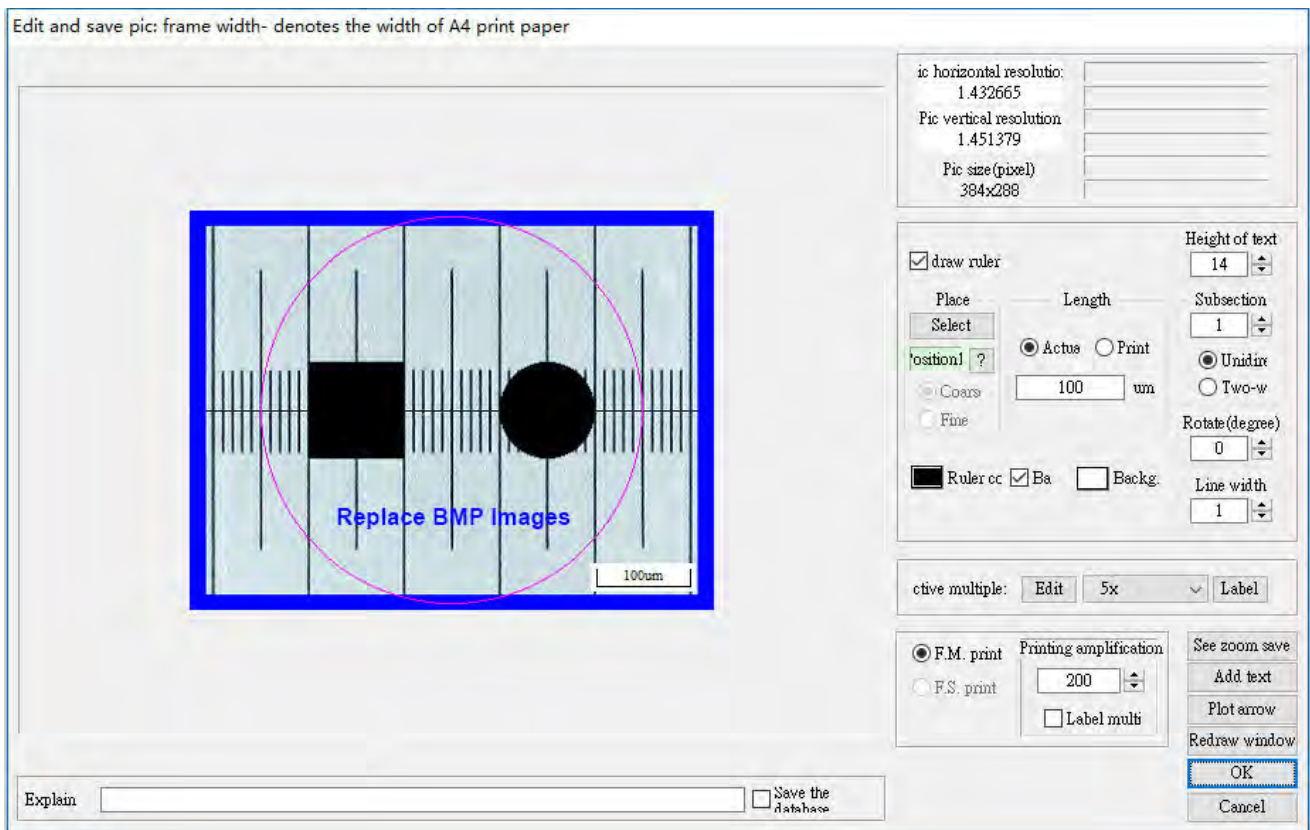 Edit and save pic: frame width- denotes the width of A4 print paper
ic horizontal resolutio:
1.432665
Pic vertical resolution
1.451379
Pic size(pixel)
384x288
Replace BMP Images
100um
draw ruler
Height of text
14
Place
Length
Subsection
Select
1
'osition1
?
Actua
Print
Unidire
Coars
100
um
Two-w
Fine
Rotate(degree)
0
Ruler cc
Ba
Backg.
Line width
1
ctive multiple:
Edit
5x
Label
F.M. print
Printing amplification
See zoom save
F.S. print
200
Add text
Label multi
Plot arrow
Redraw window
OK
Explain
Save the
database
Cancel